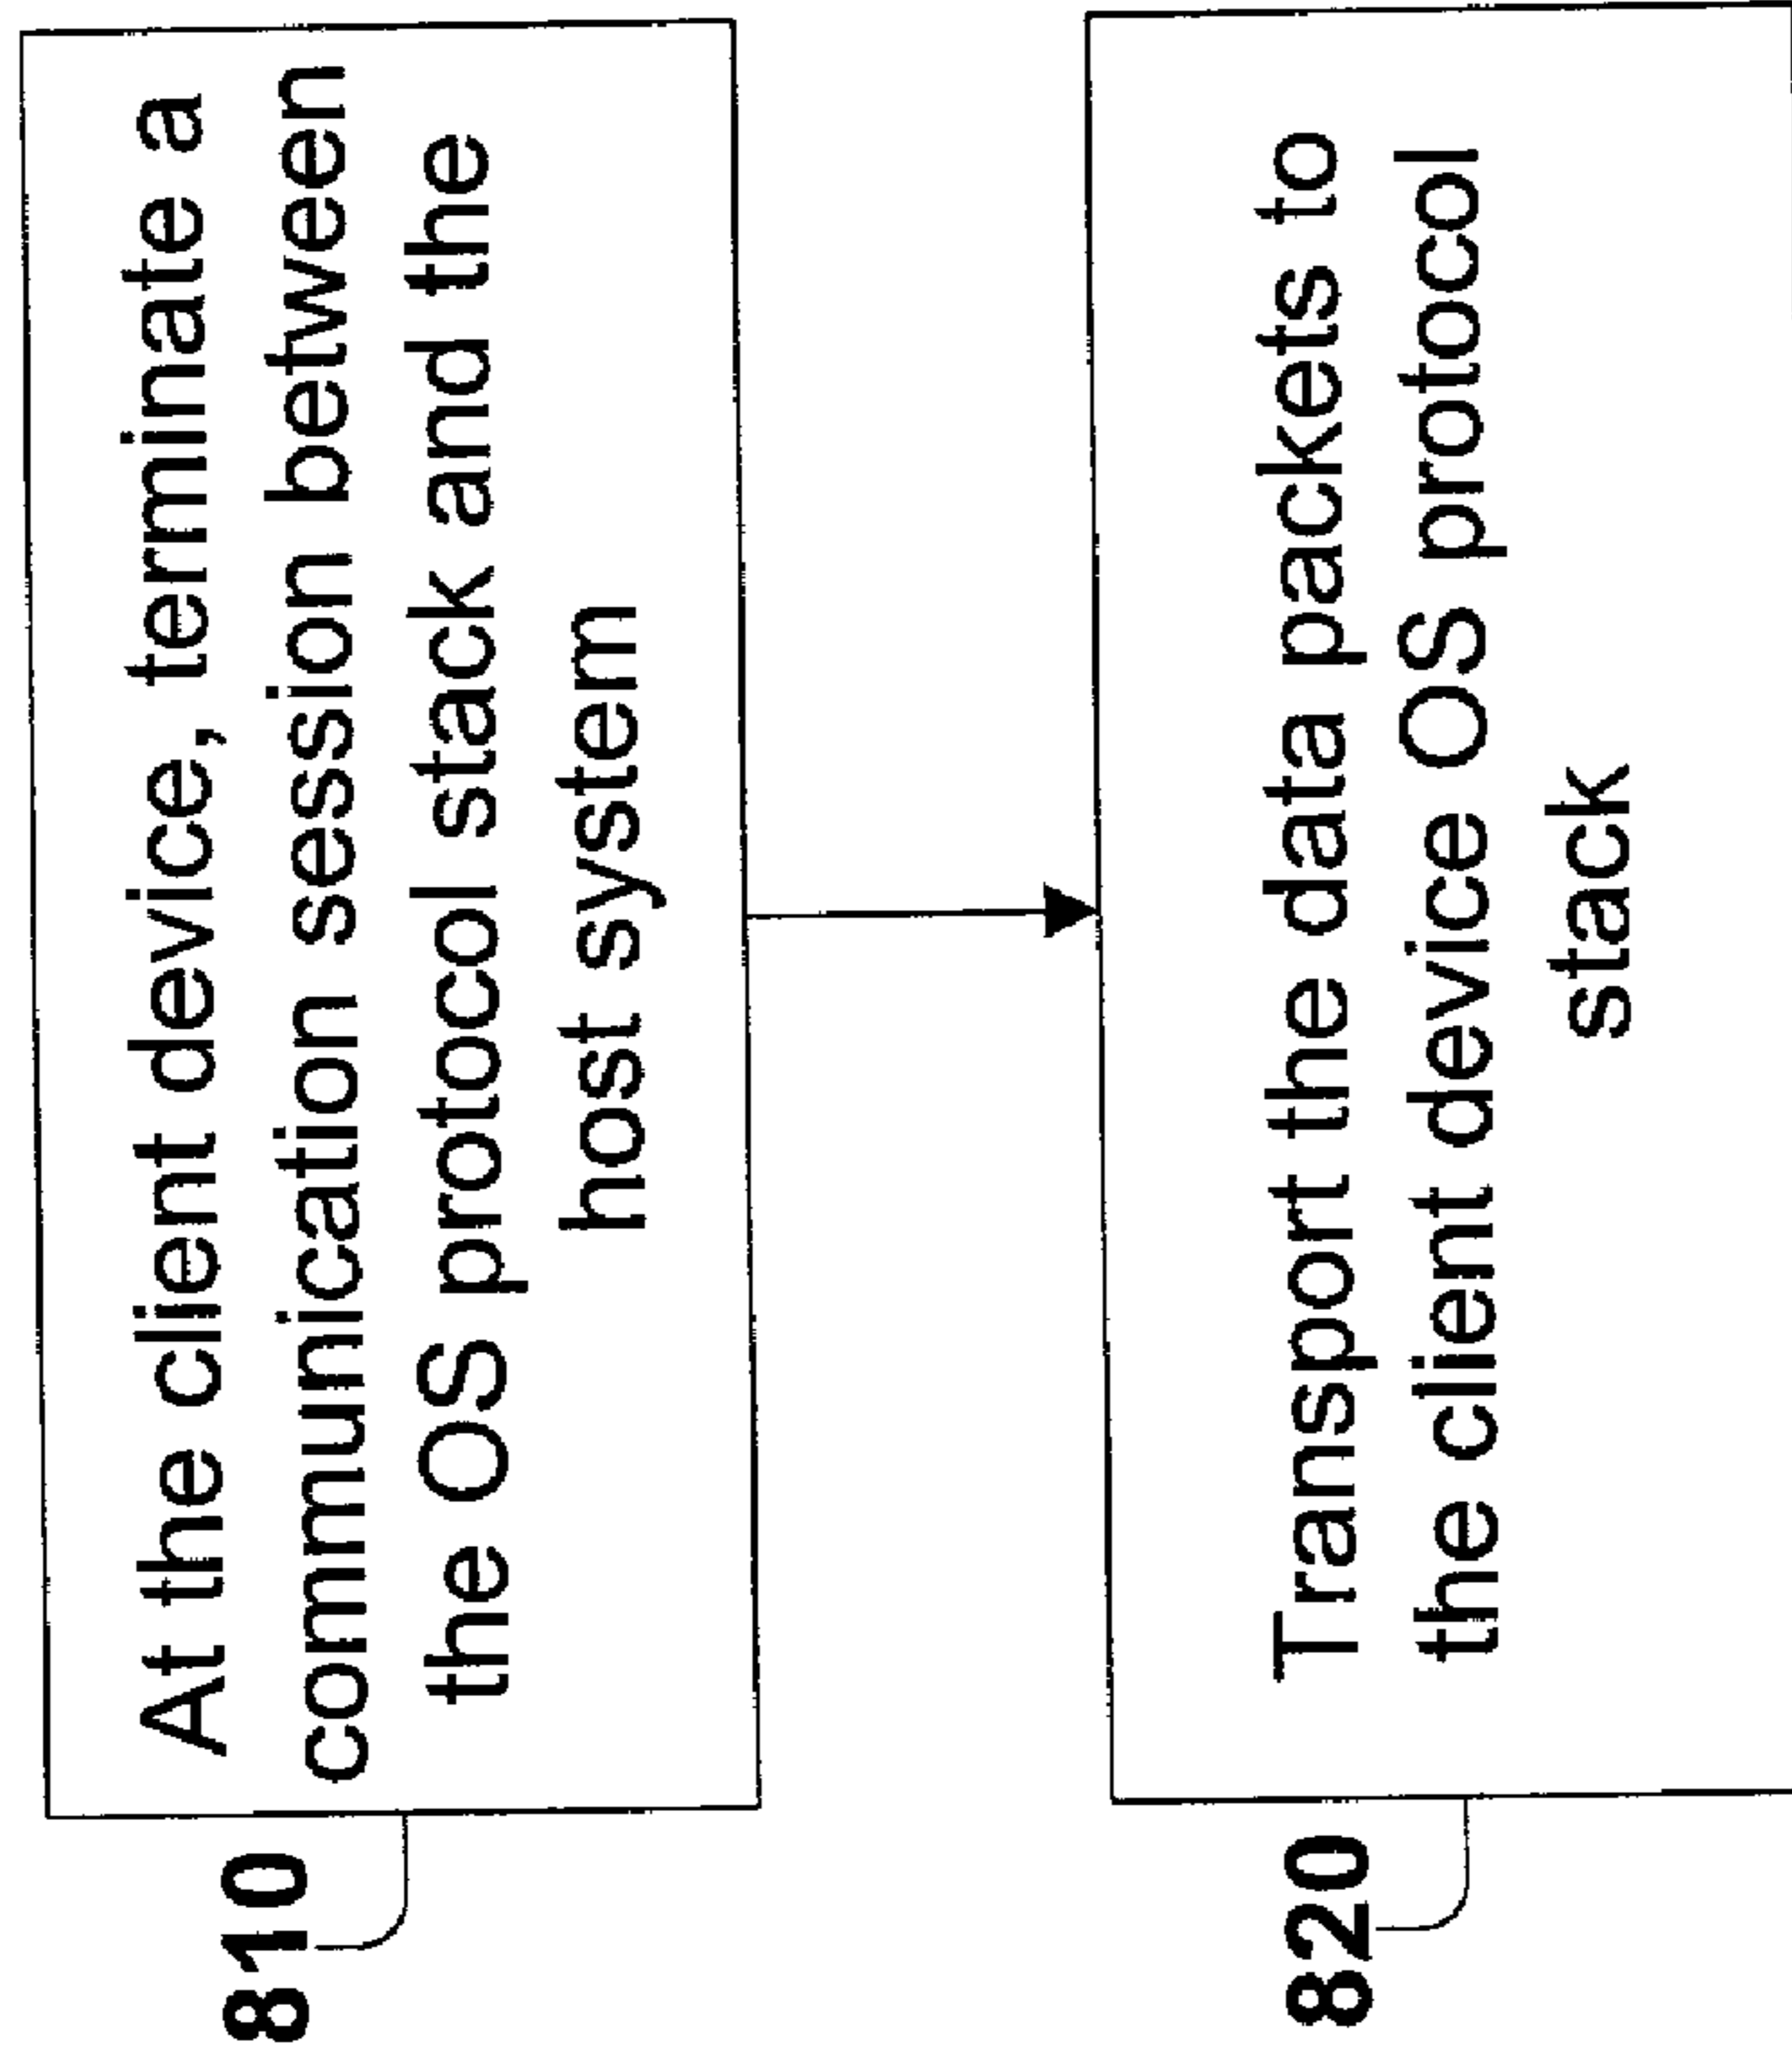 810
At the client device, terminate a
communication session between
the OS protocol stack and the
host system
820
Transport the data packets to
the client device OS protocol
stack